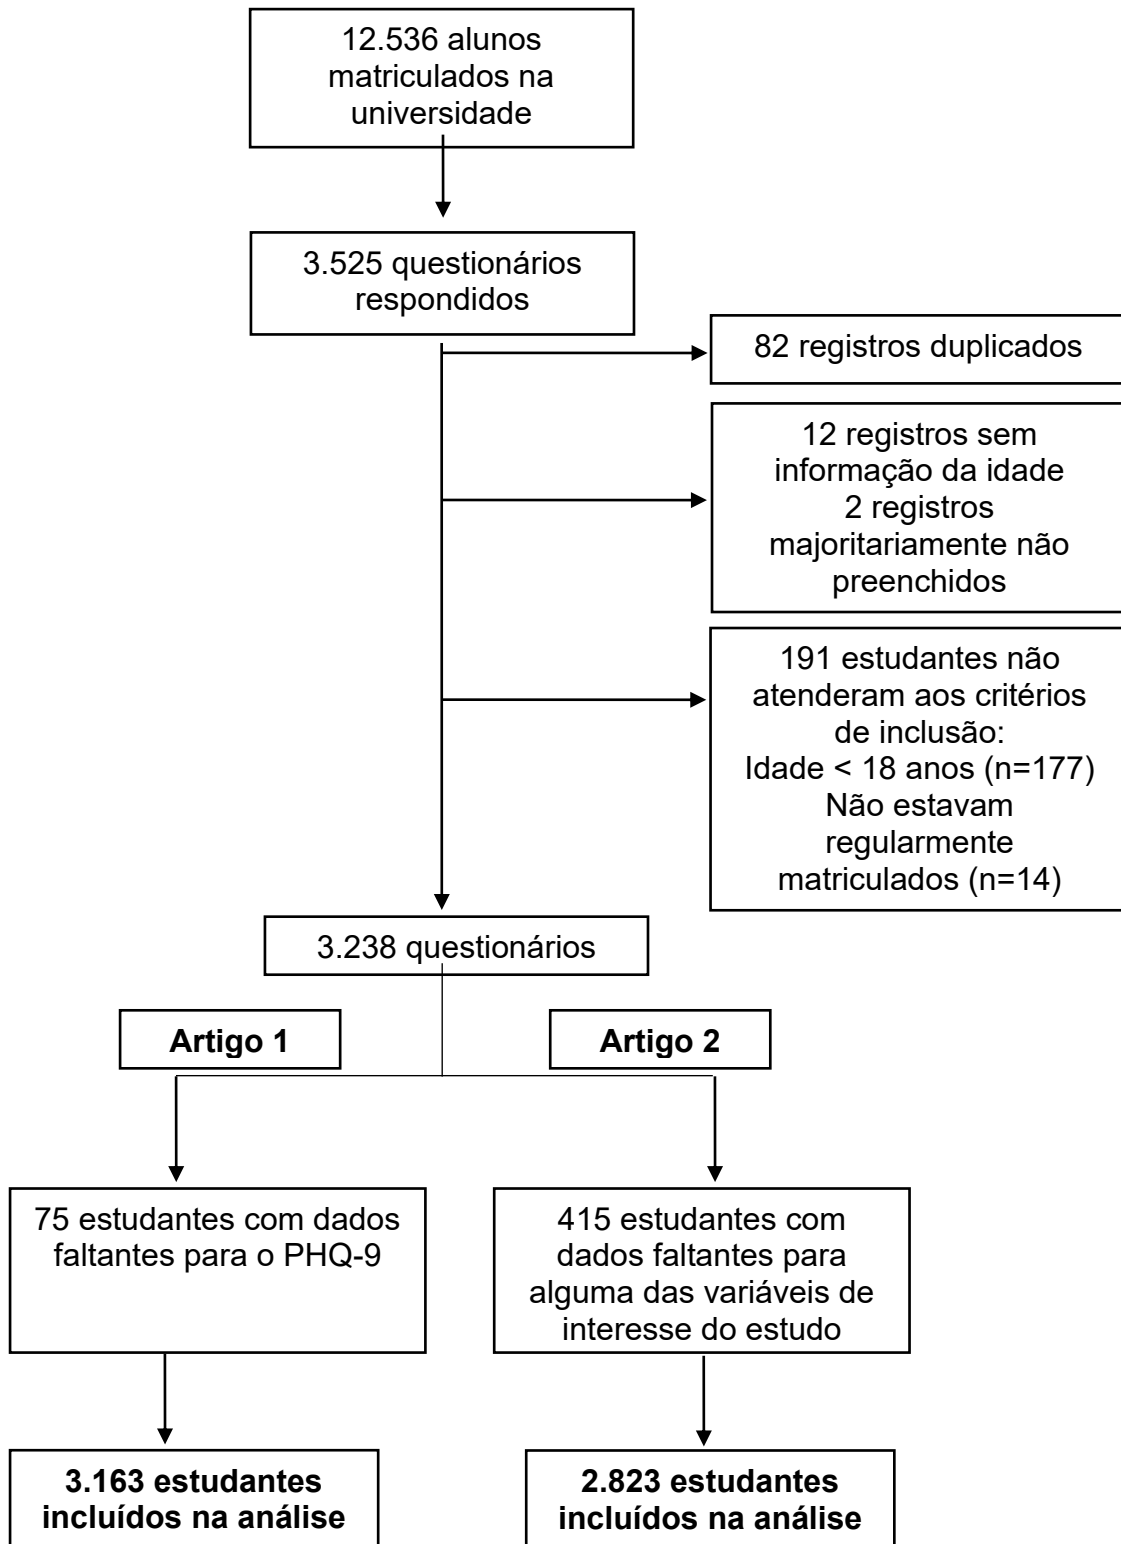 12.536 alunos
matriculados na
universidade
3.525 questionários
respondidos
82 registros duplicados
12 registros sem
informação da idade
2 registros
majoritariamente não
preenchidos
191 estudantes não
atenderam aos critérios
de inclusão:
Idade < 18 anos (n=177)
Não estavam
regularmente
matriculados (n=14)
3.238 questionários
Artigo 1
Artigo 2
75 estudantes com dados
faltantes para o PHQ-9
415 estudantes com
dados faltantes para
alguma das variáveis de
interesse do estudo
3.163 estudantes
incluídos na análise
2.823 estudantes
incluídos na análise